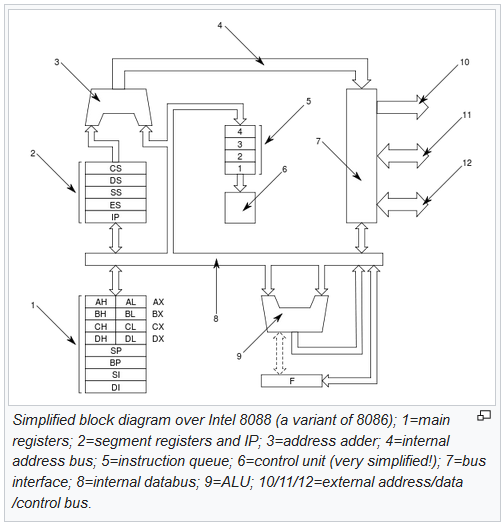 4
3
10
5
4
3
2
1
11
7
2
6
12
CS
DS
SS
ES
IP
1
AH AL AX
BH BL BX
CH CL CX
DH DL DX
SP
BP
SI
DI
8
9
F
Simplified block diagram over Intel 8088 (a variant of 8086); 1=main
registers; 2=segment registers and IP; 3=address adder; 4=internal
address bus; 5=instruction queue; 6=control unit (very simplified!); 7=bus
interface; 8=internal databus; 9=ALU; 10/11/12=external address/data
/control bus.